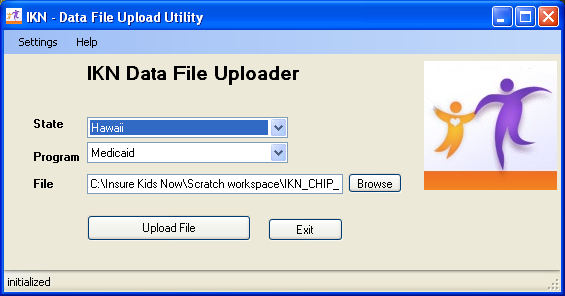 IKN - Data File Upload Utility
Settings Help
IKN Data File Uploader
State Hawaii
Program Medicaid
File C:\Insure Kids Now\Scratch workspace\IKN_CHIP_ Browse
Upload File Exit
initialized